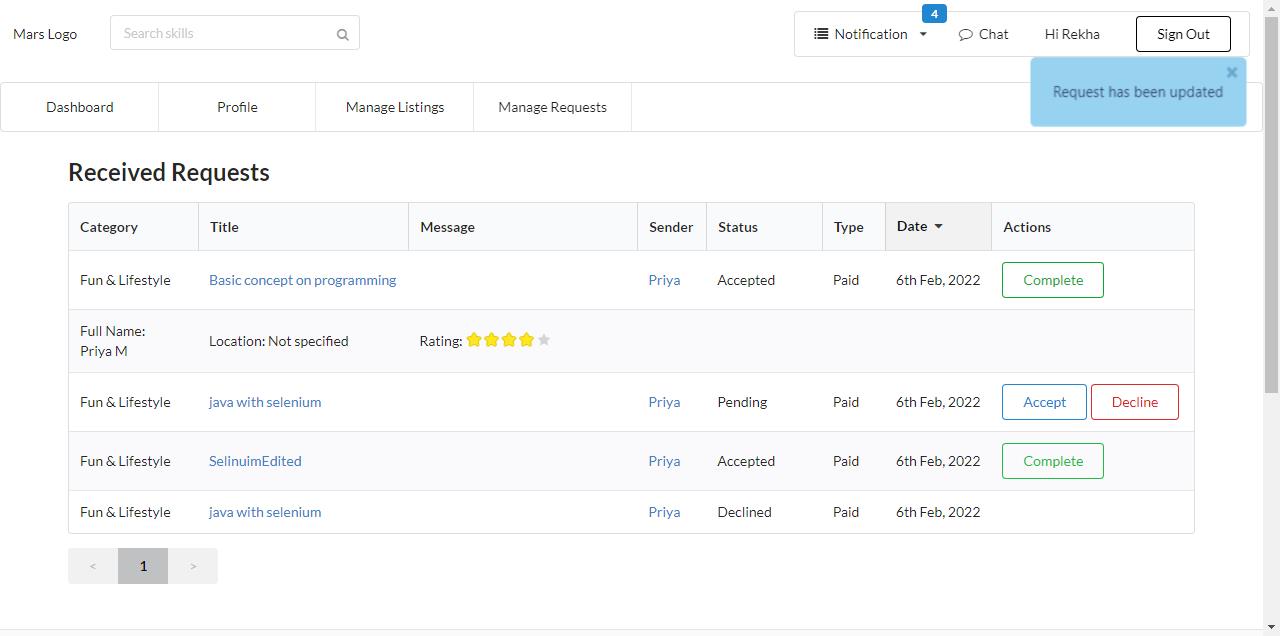 4
Mars Logo Search skills Notification Chat Hi Rekha Sign Out
Request has been updated
Dashboard Profile Manage Listings Manage Requests
Received Requests
Category Title Message Sender Status Type Date Actions
Fun & Lifestyle Basic concept on programming Priya Accepted Paid 6th Feb, 2022 Complete
Full Name:
Priya M Location: Not specified Rating:
Fun & Lifestyle java with selenium Priya Pending Paid 6th Feb, 2022 Accept Decline
Fun & Lifestyle SelinuimEdited Priya Accepted Paid 6th Feb, 2022 Complete
Fun & Lifestyle java with selenium Priya Declined Paid 6th Feb, 2022
< 1 >